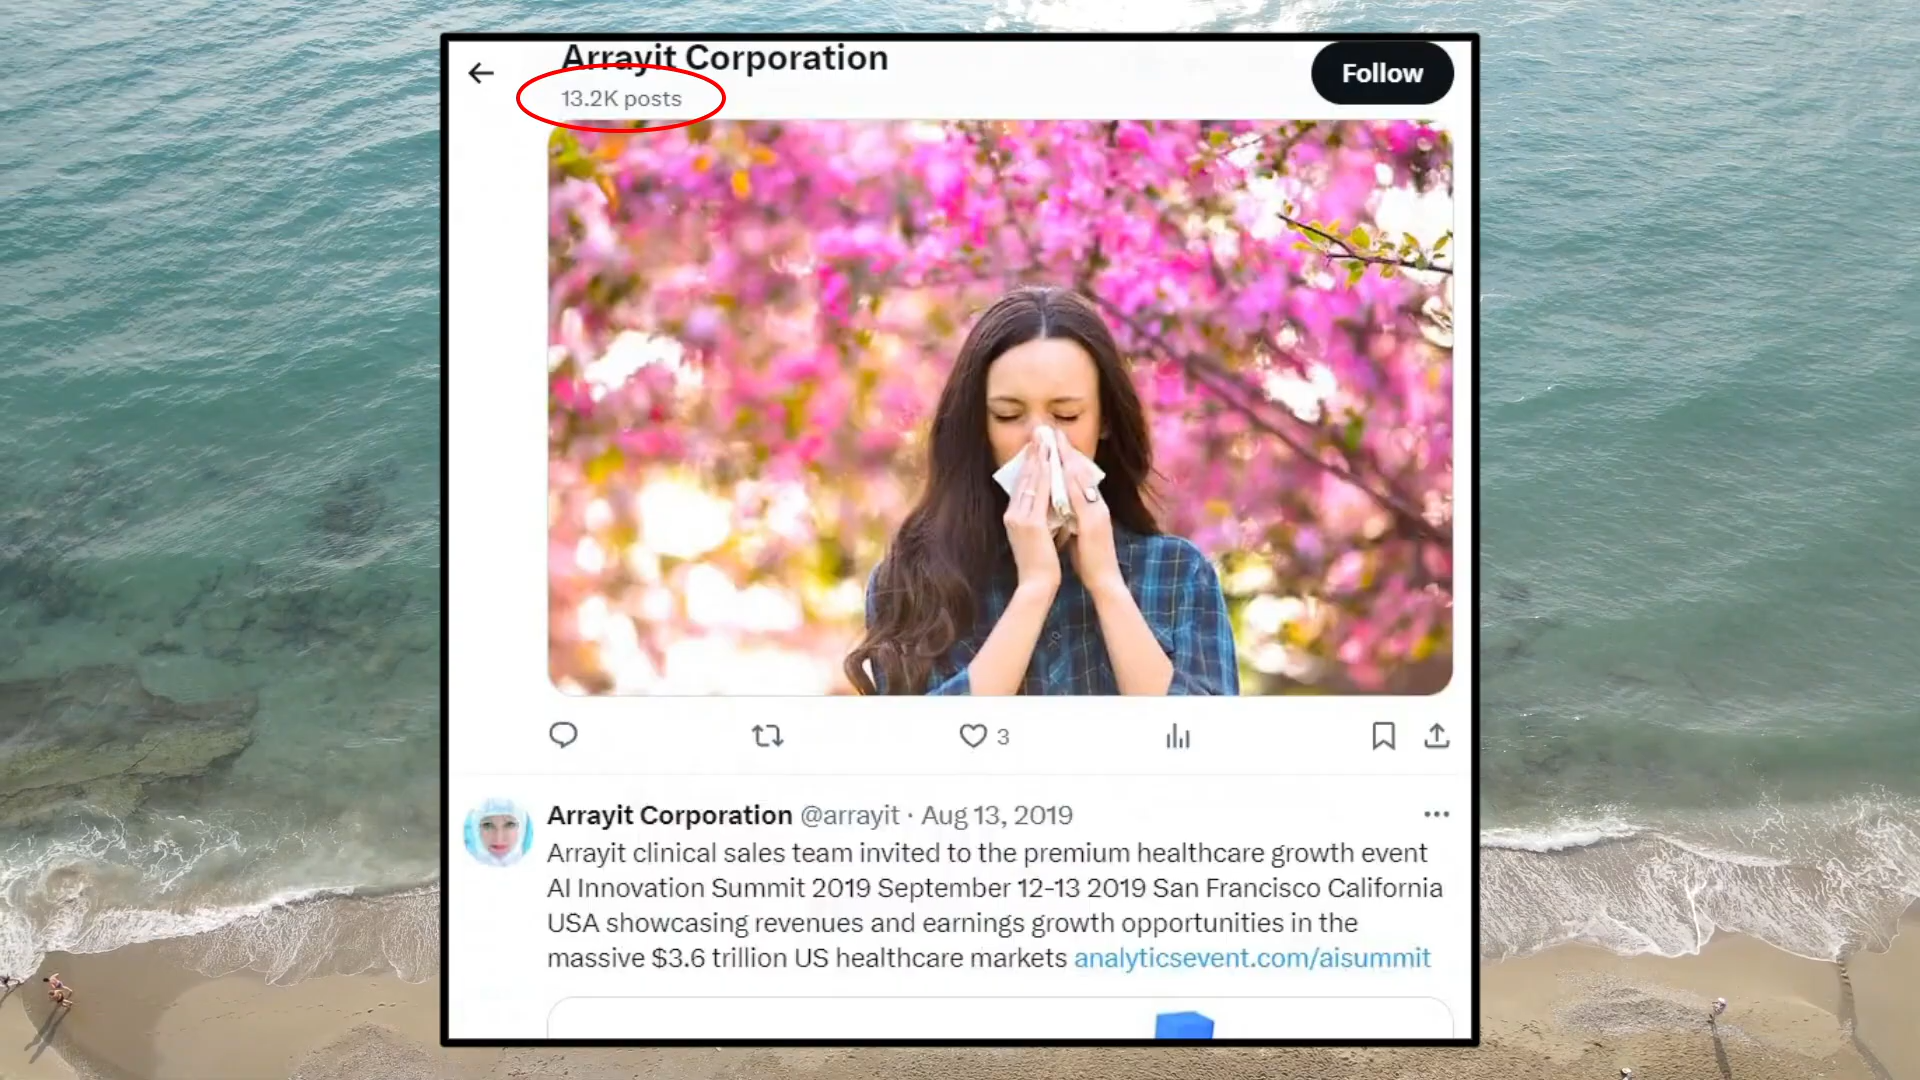 Arrayit Corporation
Follow
13.2K posts
3
Arrayit Corporation @arrayit · Aug 13, 2019
Arrayit clinical sales team invited to the premium healthcare growth event
AI Innovation Summit 2019 September 12-13 2019 San Francisco California
USA showcasing revenues and earnings growth opportunities in the
massive $3.6 trillion US healthcare markets analyticsevent.com/aisummit